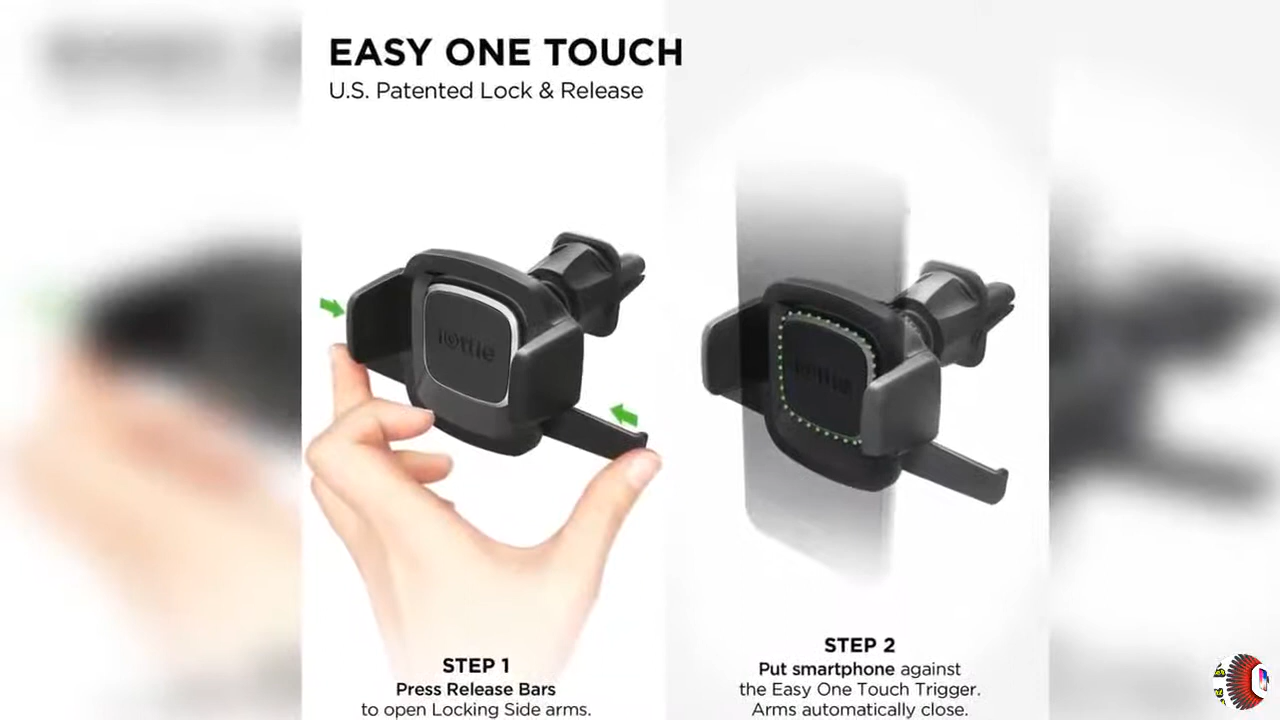 EASY ONE TOUCH
U.S. Patented Lock & Release
iOttie
STEP 1
Press Release Bars
to open Locking Side arms.
STEP 2
Put smartphone against
the Easy One Touch Trigger.
Arms automatically close.